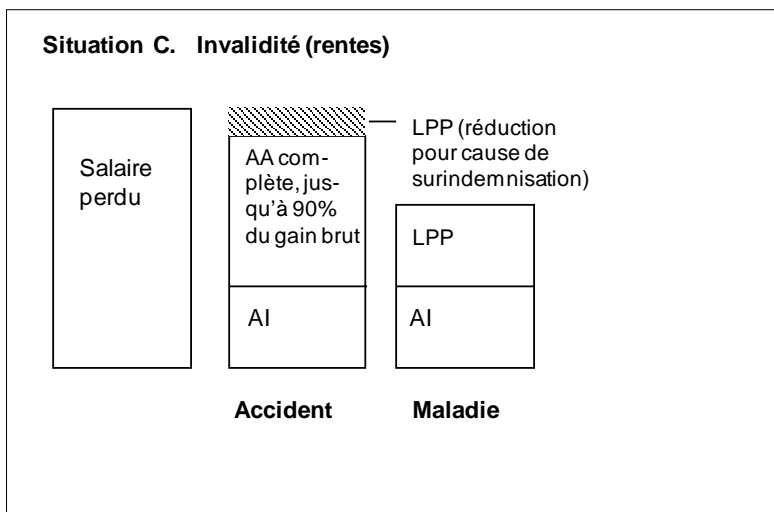 Situation C. Invalidité (rentes)
Salaire
perdu
AA com-
plète, jus-
qu'à 90%
du gain brut
AI
LPP (réduction
pour cause de
surindemnisation)
LPP
AI
Accident
Maladie